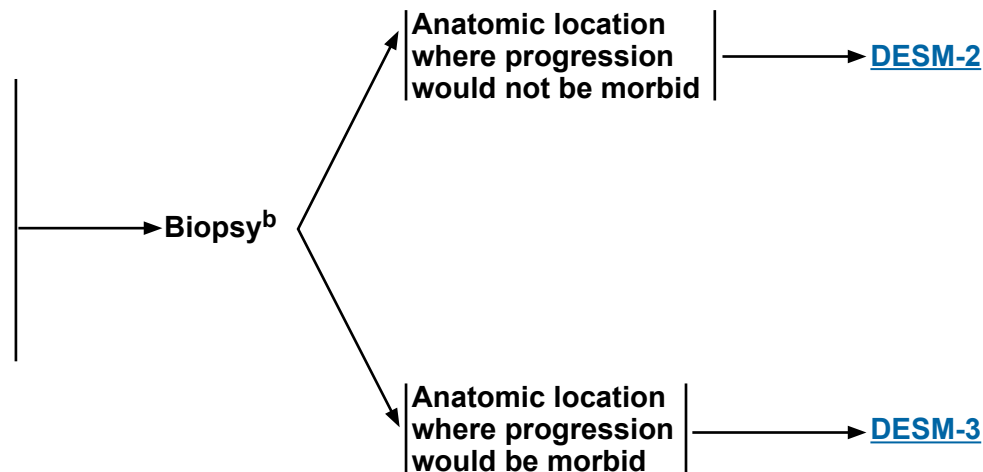 Anatomic location
where progression
would not be morbid
DESM-2
Biopsyᵇ
Anatomic location
where progression
would be morbid
DESM-3